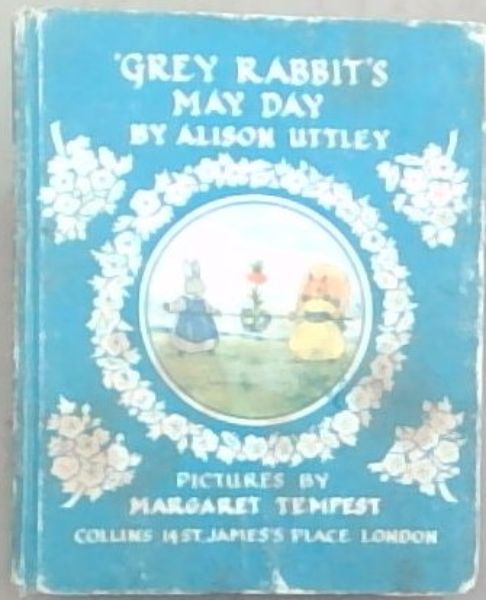 'GREY RABBIT'S
MAY DAY
BY ALISON UTTLEY
PICTURES BY
MARGARET TEMPEST
COLLINS 14 ST. JAMES'S PLACE LONDON